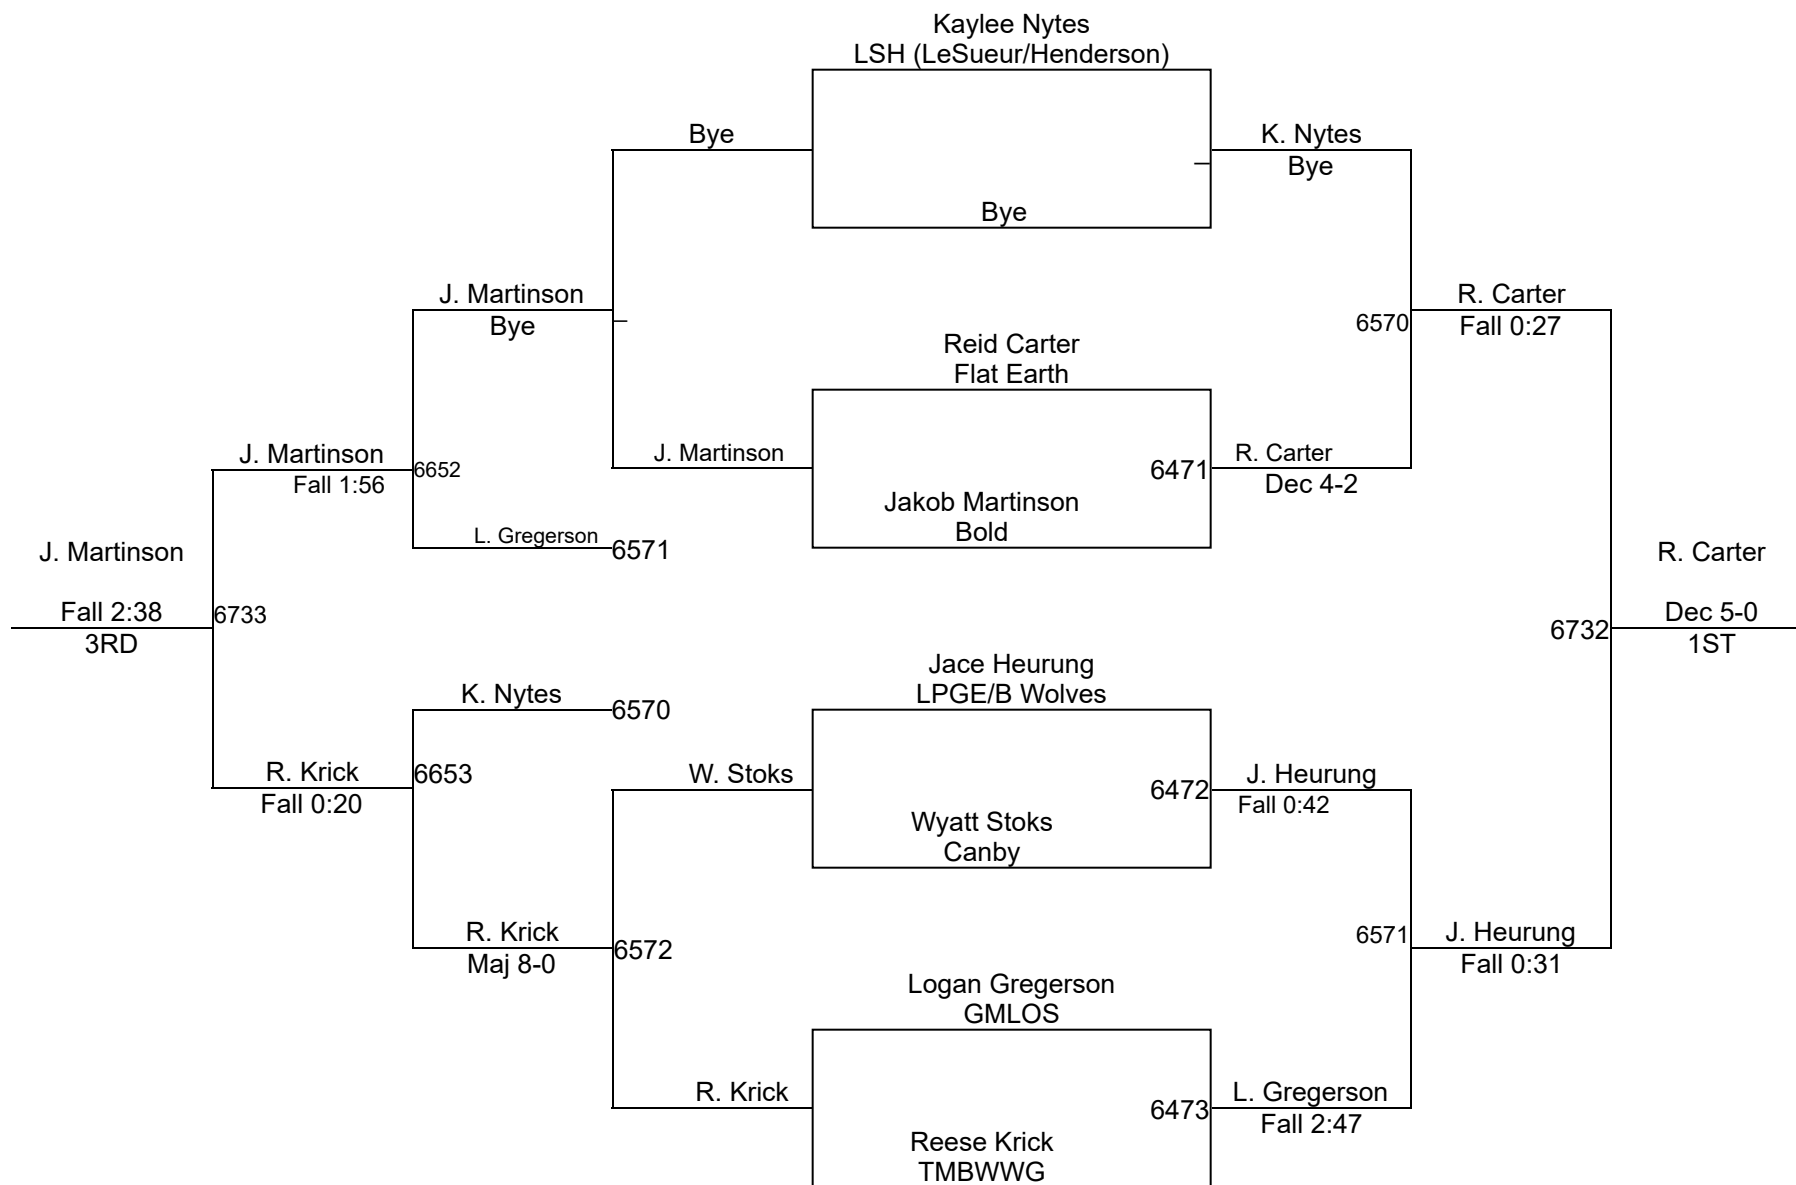 Kaylee Nytes
LSH (LeSueur/Henderson)
Bye
K. Nytes
Bye
Bye
J. Martinson
Bye
R. Carter
6570
Fall 0:27
Reid Carter
Flat Earth
J. Martinson
6652
Fall 1:56
J. Martinson
6471
R. Carter
Dec 4-2
Jakob Martinson
Bold
L. Gregerson
6571
J. Martinson
R. Carter
Fall 2:38
6733
3RD
Dec 5-0
6732
1ST
Jace Heurung
LPGE/B Wolves
K. Nytes
6570
R. Krick
6653
Fall 0:20
W. Stoks
6472
J. Heurung
Fall 0:42
Wyatt Stoks
Canby
R. Krick
6572
Maj 8-0
6571
J. Heurung
Fall 0:31
Logan Gregerson
GMLOS
R. Krick
6473
L. Gregerson
Fall 2:47
Reese Krick
TMBWWG